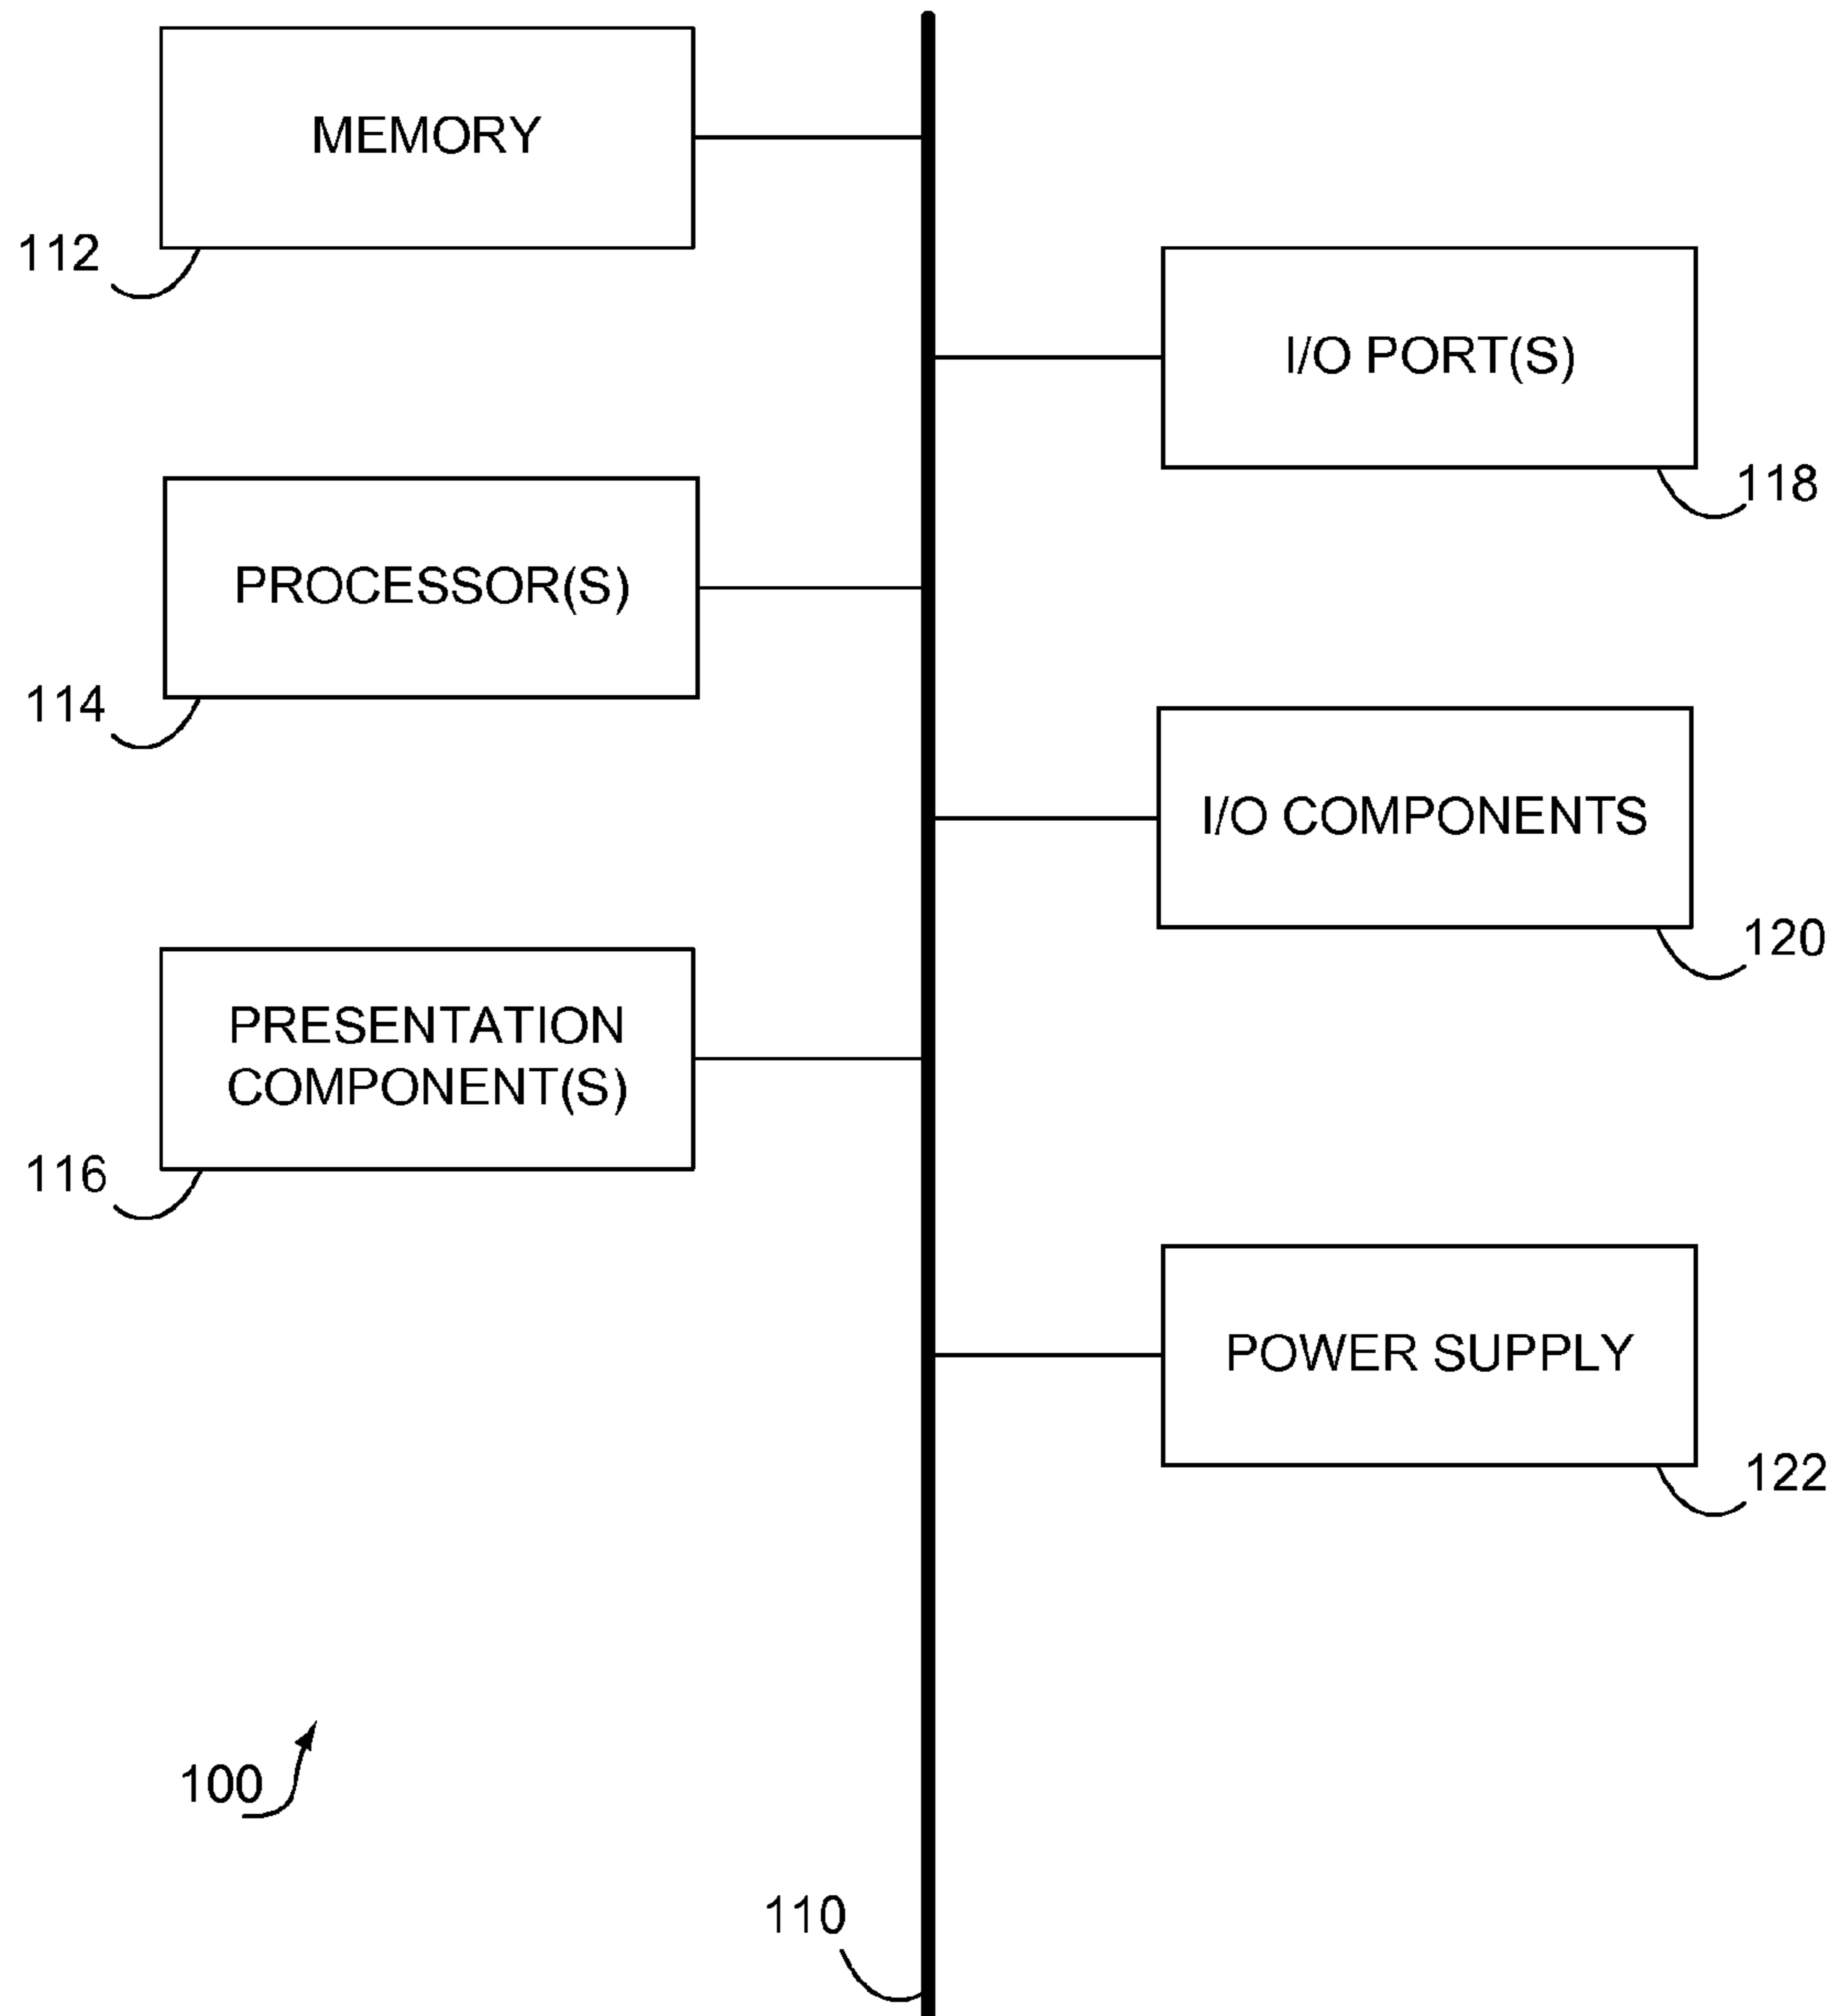 MEMORY
112
I/O PORT(S)
118
PROCESSOR(S)
114
I/O COMPONENTS
120
PRESENTATION
COMPONENT(S)
116
POWER SUPPLY
122
100
110